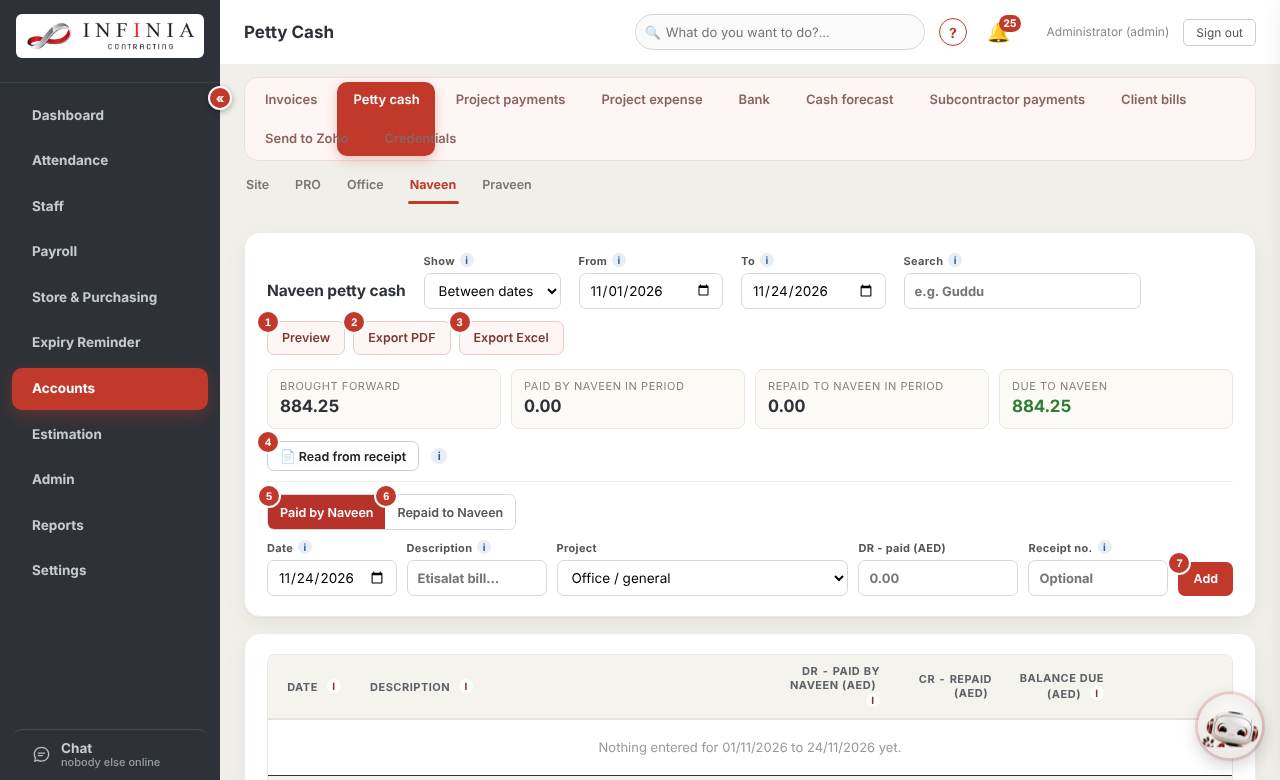 INFINIA
CONTRACTING
Petty Cash
What do you want to do?...
?
25
Administrator (admin)
Sign out
«
Dashboard
Attendance
Staff
Payroll
Store & Purchasing
Expiry Reminder
Accounts
Estimation
Admin
Reports
Settings
Chat
nobody else online
Invoices Petty cash Project payments Project expense Bank Cash forecast Subcontractor payments Client bills
Send to Zoho Credentials
Site PRO Office Naveen Praveen
Show i From i To i Search i
Naveen petty cash Between dates 11/01/2026 11/24/2026 e.g. Guddu
1 Preview 2 Export PDF 3 Export Excel
BROUGHT FORWARD PAID BY NAVEEN IN PERIOD REPAID TO NAVEEN IN PERIOD DUE TO NAVEEN
884.25 0.00 0.00 884.25
4 Read from receipt i
5 Paid by Naveen 6 Repaid to Naveen
Date i Description i Project DR - paid (AED) Receipt no. i
11/24/2026 Etisalat bill... Office / general 0.00 Optional 7 Add
DATE I DESCRIPTION I DR - PAID BY NAVEEN (AED) I CR - REPAID (AED) BALANCE DUE (AED) I
Nothing entered for 01/11/2026 to 24/11/2026 yet.